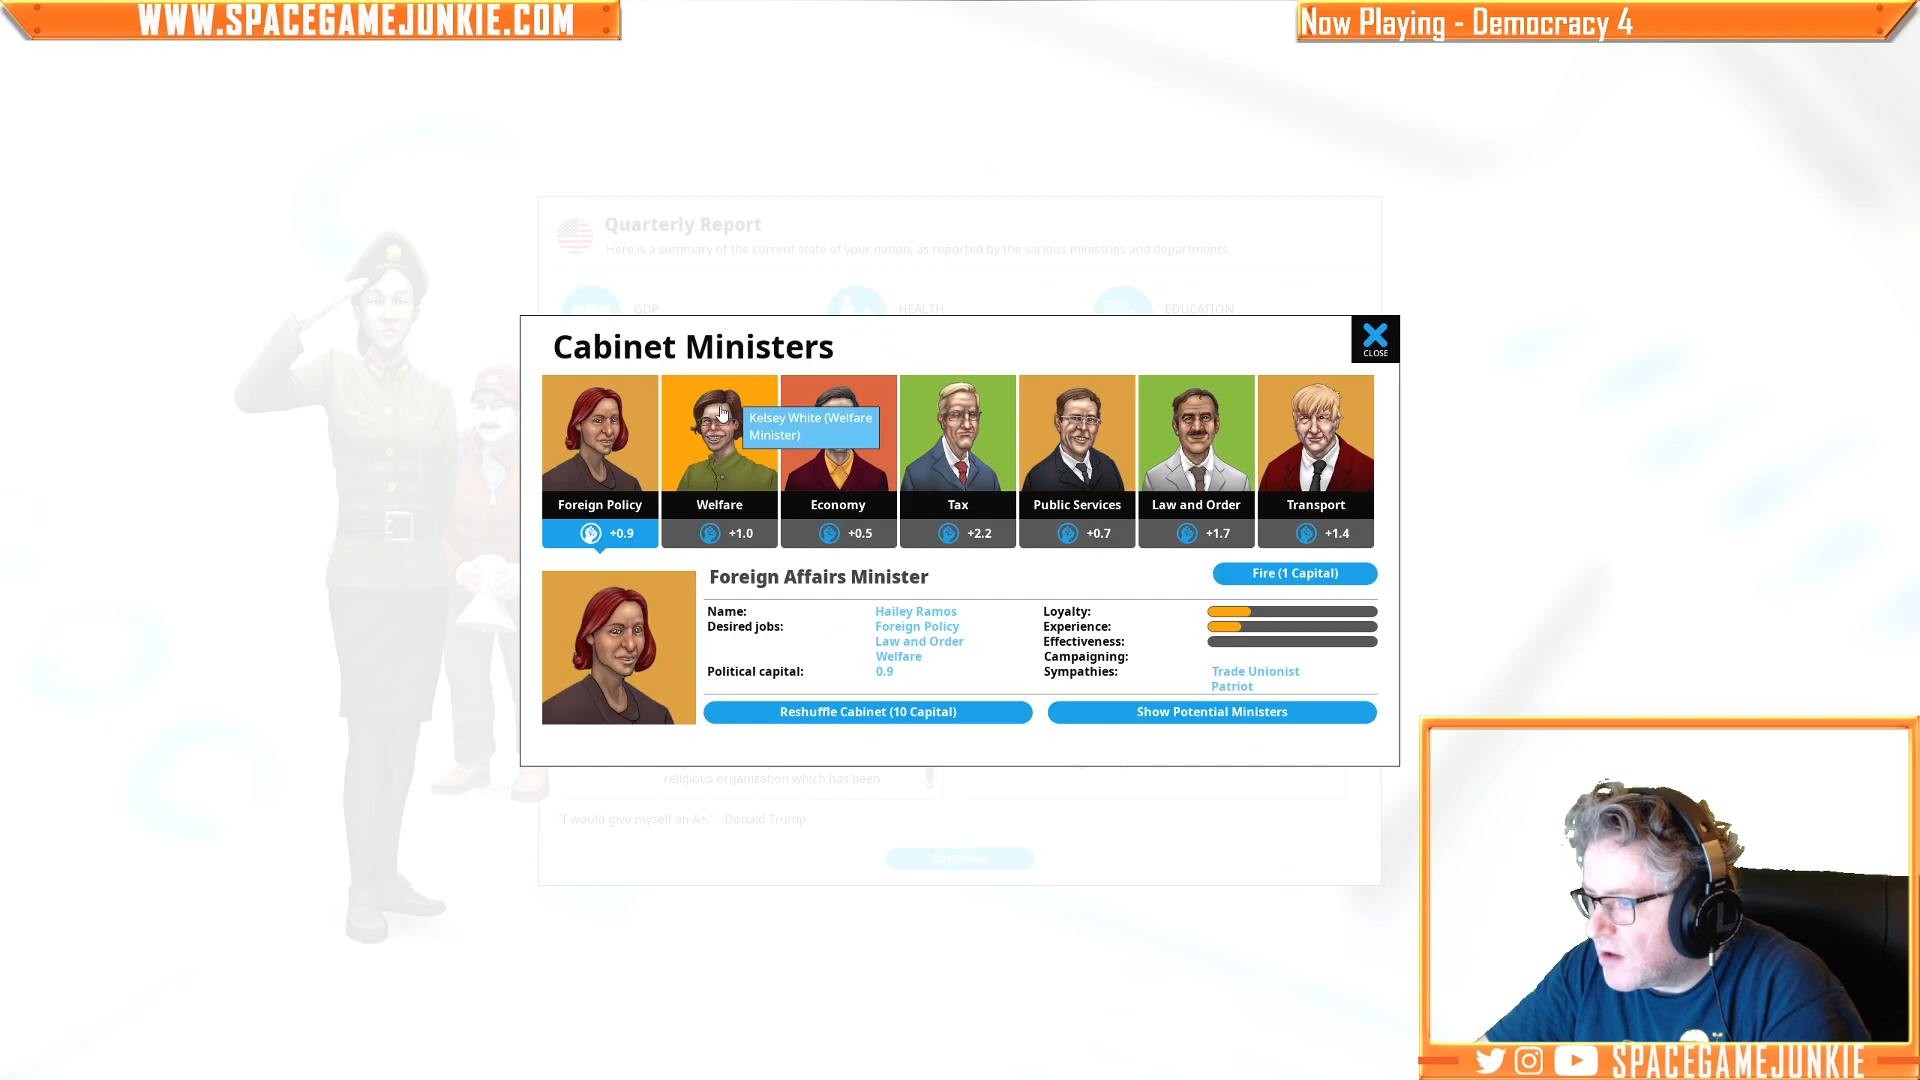 WWW.SPACEGAMEJUNKIE.COM
Now Playing - Democracy 4
Quarterly Report
Here is a summary of the current state of your nation, as reported by the various ministries and departments.
GDP
HEALTH
EDUCATION
Cabinet Ministers
CLOSE
Kelsey White (Welfare
Minister)
Foreign Policy
Welfare
Economy
Tax
Public Services
Law and Order
Transport
+0.9
+1.0
+0.5
+2.2
+0.7
+1.7
+1.4
Foreign Affairs Minister
Fire (1 Capital)
Name:
Hailey Ramos
Loyalty:
Desired jobs:
Foreign Policy
Experience:
Law and Order
Effectiveness:
Welfare
Campaigning:
Political capital:
0.9
Sympathies:
Trade Unionist
Patriot
Reshuffle Cabinet (10 Capital)
Show Potential Ministers
religious organization which has been
"I would give myself an A+." - Donald Trump
Continue
SPACEGAMEJUNKIE